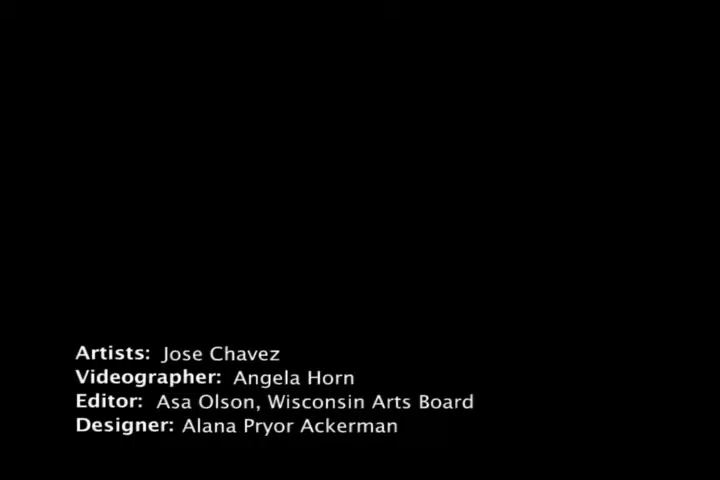 Artists: Jose Chavez
Videographer: Angela Horn
Editor: Asa Olson, Wisconsin Arts Board
Designer: Alana Pryor Ackerman